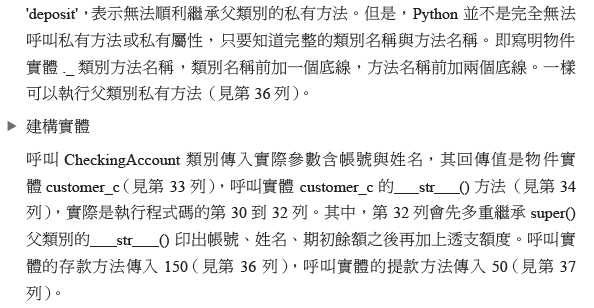 'deposit'，表示無法順利繼承父類別的私有方法。但是，Python 並不是完全無法
呼叫私有方法或私有屬性，只要知道完整的類別名稱與方法名稱。即寫明物件
實體 ._ 類別方法名稱，類別名稱前加一個底線，方法名稱前加兩個底線。一樣
可以執行父類別私有方法（見第 36 列）。
▶ 建構實體
呼叫 CheckingAccount 類別傳入實際參數含帳號與姓名，其回傳值是物件實
體 customer_c（見第 33 列），呼叫實體 customer_c 的___str___() 方法（見第 34
列），實際是執行程式碼的第 30 到 32 列。其中，第 32 列會先多重繼承 super()
父類別的___str___() 印出帳號、姓名、期初餘額之後再加上透支額度。呼叫實
體的存款方法傳入 150（見第 36 列），呼叫實體的提款方法傳入 50（見第 37
列）。